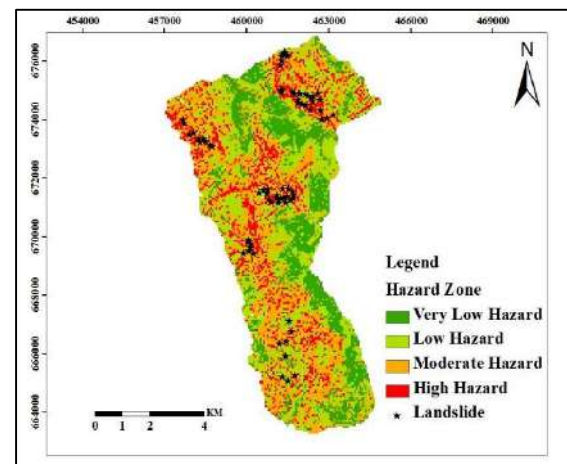 454000 457000 460000 463000 466000 469000
N
676000
674000
672000
670000
668000
666000
664000
Legend
Hazard Zone
Very Low Hazard
Low Hazard
Moderate Hazard
High Hazard
Landslide
KM
0 1 2 4